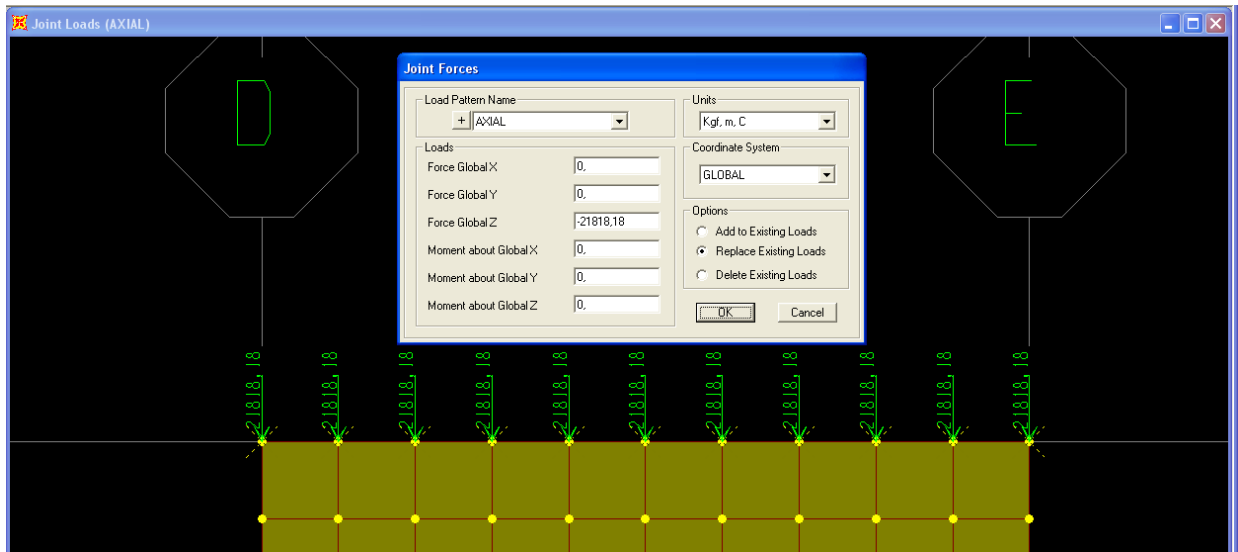 Joint Loads (AXIAL)
D
E
Joint Forces
Load Pattern Name
+ AXIAL
Units
Kgf, m, C
Loads
Force Global X 0,
Force Global Y 0,
Force Global Z -21818,18
Moment about Global X 0,
Moment about Global Y 0,
Moment about Global Z 0,
Coordinate System
GLOBAL
Options
Add to Existing Loads
Replace Existing Loads
Delete Existing Loads
OK Cancel
21818,18
21818,18
21818,18
21818,18
21818,18
21818,18
21818,18
21818,18
21818,18
21818,18
21818,18